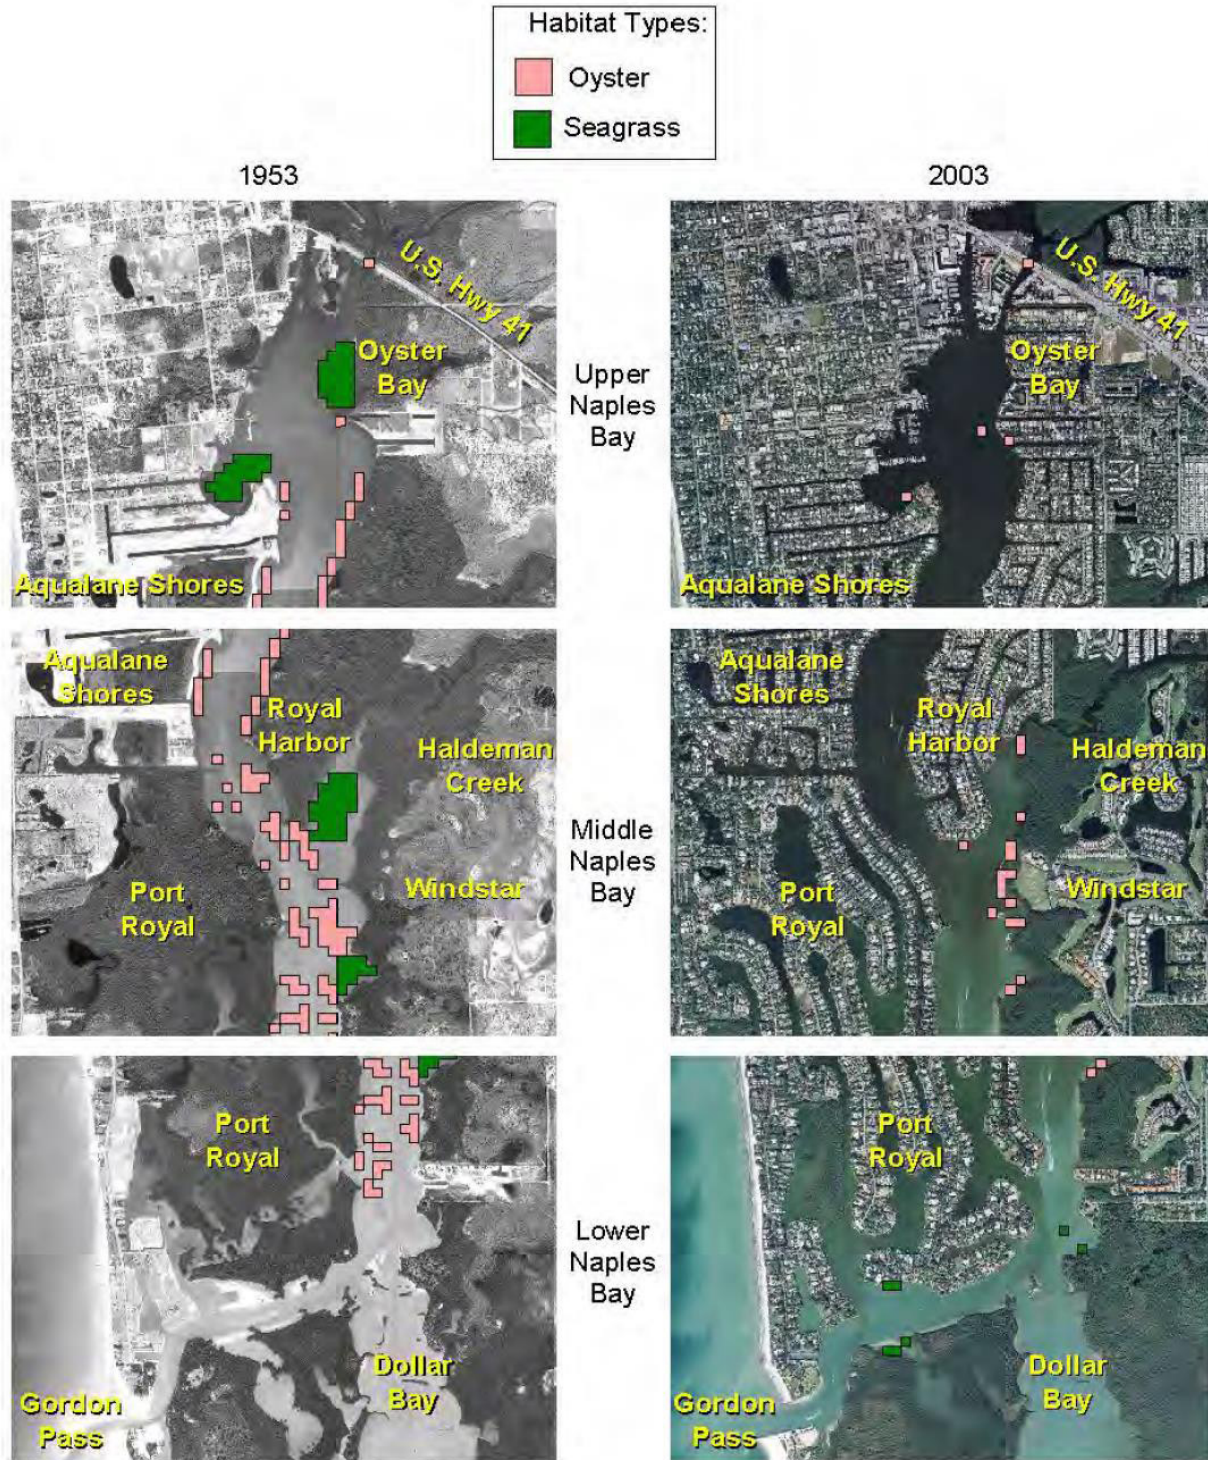 Habitat Types:
Oyster
Seagrass
1953
2003
U.S. Hwy 41
Oyster
Bay
Aqualane Shores
Upper
Naples
Bay
U.S. Hwy 41
Oyster
Bay
Aqualane Shores
Aqualane
Shores
Royal
Harbor
Haldeman
Creek
Port
Royal
Windstar
Middle
Naples
Bay
Aqualane
Shores
Royal
Harbor
Haldeman
Creek
Port
Royal
Windstar
Port
Royal
Dollar
Bay
Gordon
Pass
Lower
Naples
Bay
Port
Royal
Dollar
Bay
Gordon
Pass